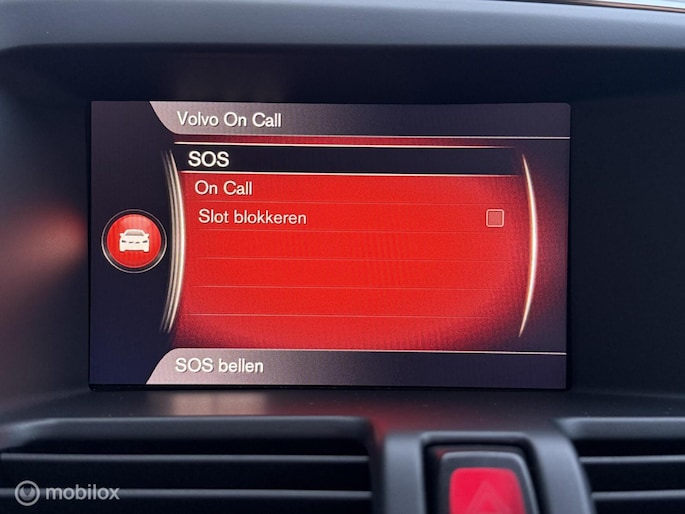 Volvo On Call
SOS
On Call
Slot blokkeren
SOS bellen
mobilox